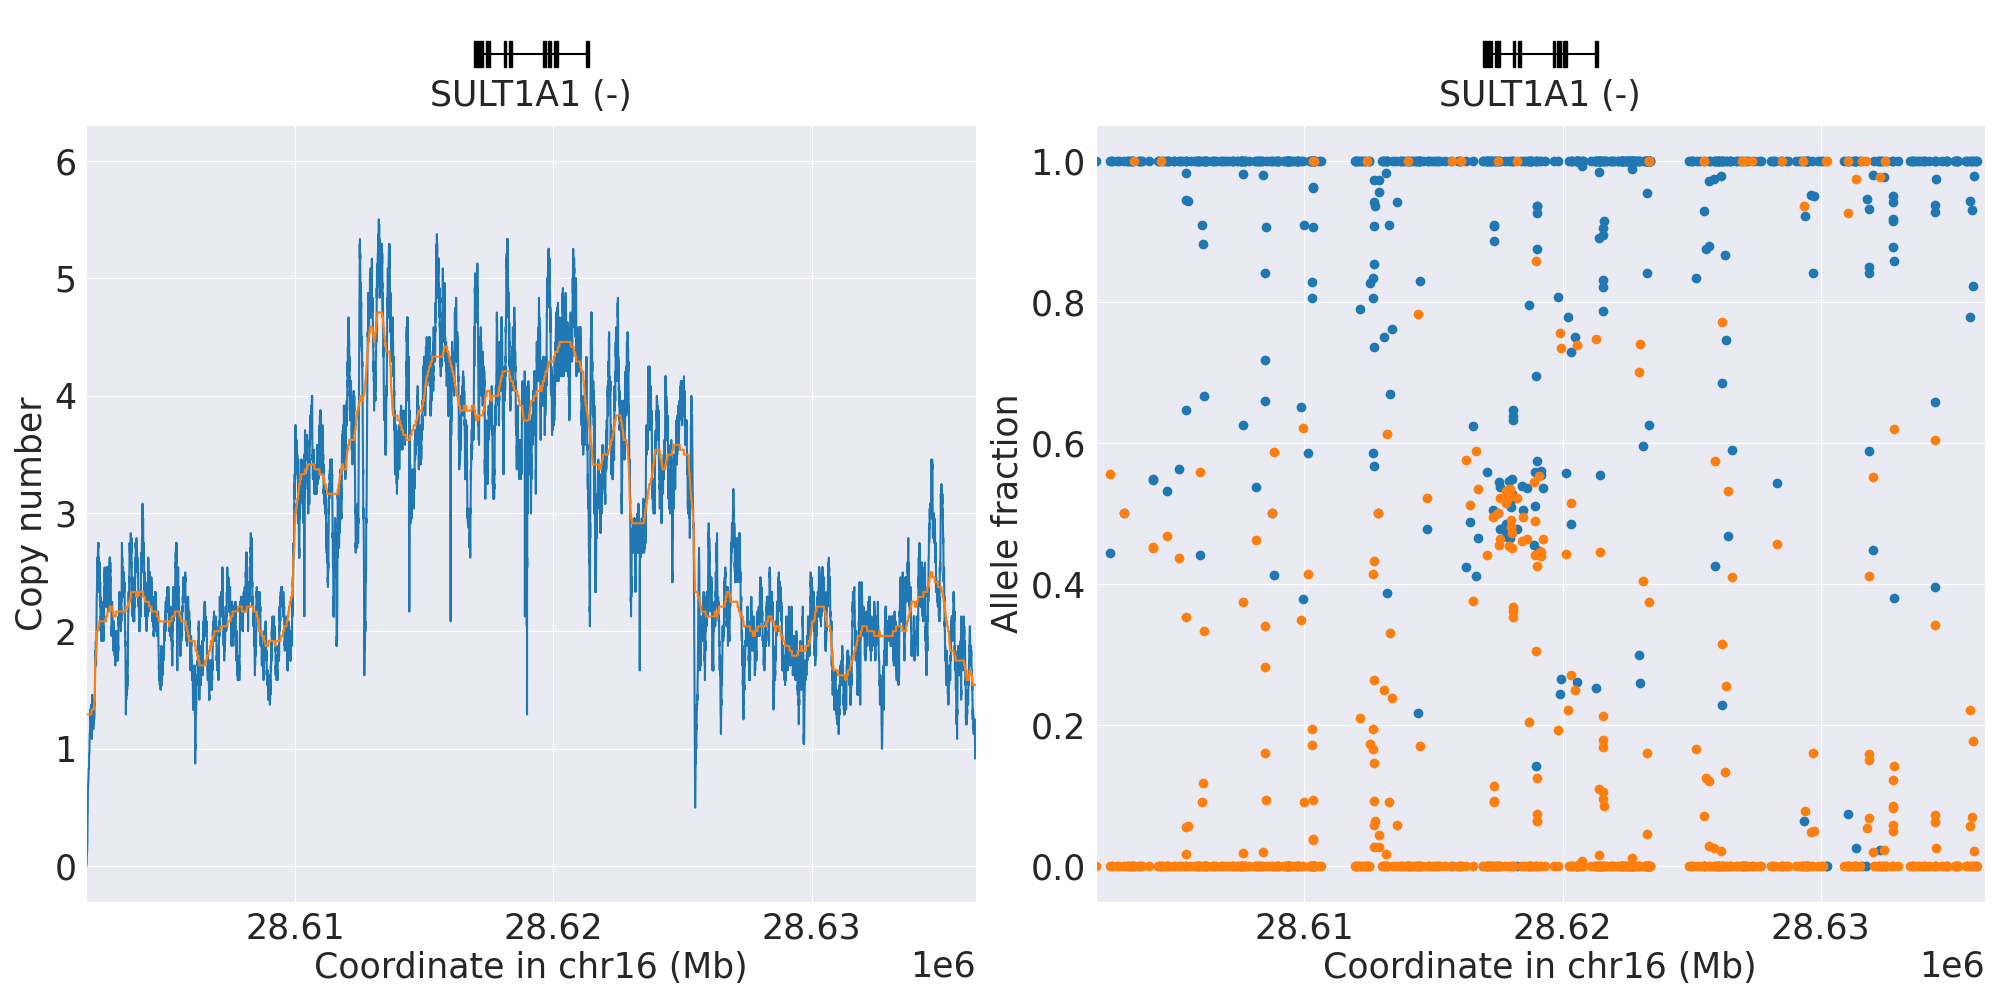 SULT1A1 (-)
Copy number
6
5
4
3
2
1
0
28.61
28.62
28.63
Coordinate in chr16 (Mb)
1e6
SULT1A1 (-)
Allele fraction
1.0
0.8
0.6
0.4
0.2
0.0
28.61
28.62
28.63
Coordinate in chr16 (Mb)
1e6